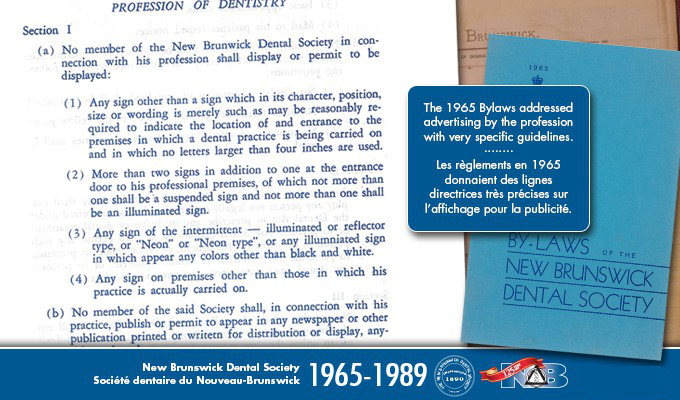 PROFESSION OF DENTISTRY
Section I
(a) No member of the New Brunswick Dental Society in con-
nection with his profession shall display or permit to be
displayed:
(1) Any sign other than a sign which in its character, position,
size or wording is merely such as may be reasonably re-
quired to indicate the location of and entrance to the
premises in which a dental practice is being carried on
and in which no letters larger than four inches are used.
(2) More than two signs in addition to one at the entrance
door to his professional premises, of which not more than
one shall be a suspended sign and not more than one shall
be an illuminated sign.
(3) Any sign of the intermittent — illuminated or reflector
type, or "Neon" or "Neon type", or any illumniated sign
in which appear any colors other than black and white.
(4) Any sign on premises other than those in which his
practice is actually carried on.
(b) No member of the said Society shall, in connection with his
practice, publish or permit to appear in any newspaper or other
publication printed or writetn for distribution or display, any-
BRUNSWICK.
1965
The 1965 Bylaws addressed
advertising by the profession
with very specific guidelines.
Les règlements en 1965
donnaient des lignes
directrices très précises sur
l'affichage pour la publicité.
BY-LAWS OF THE
NEW BRUNSWICK
DENTAL SOCIETY
New Brunswick Dental Society
Société dentaire du Nouveau-Brunswick
1965-1989
1890